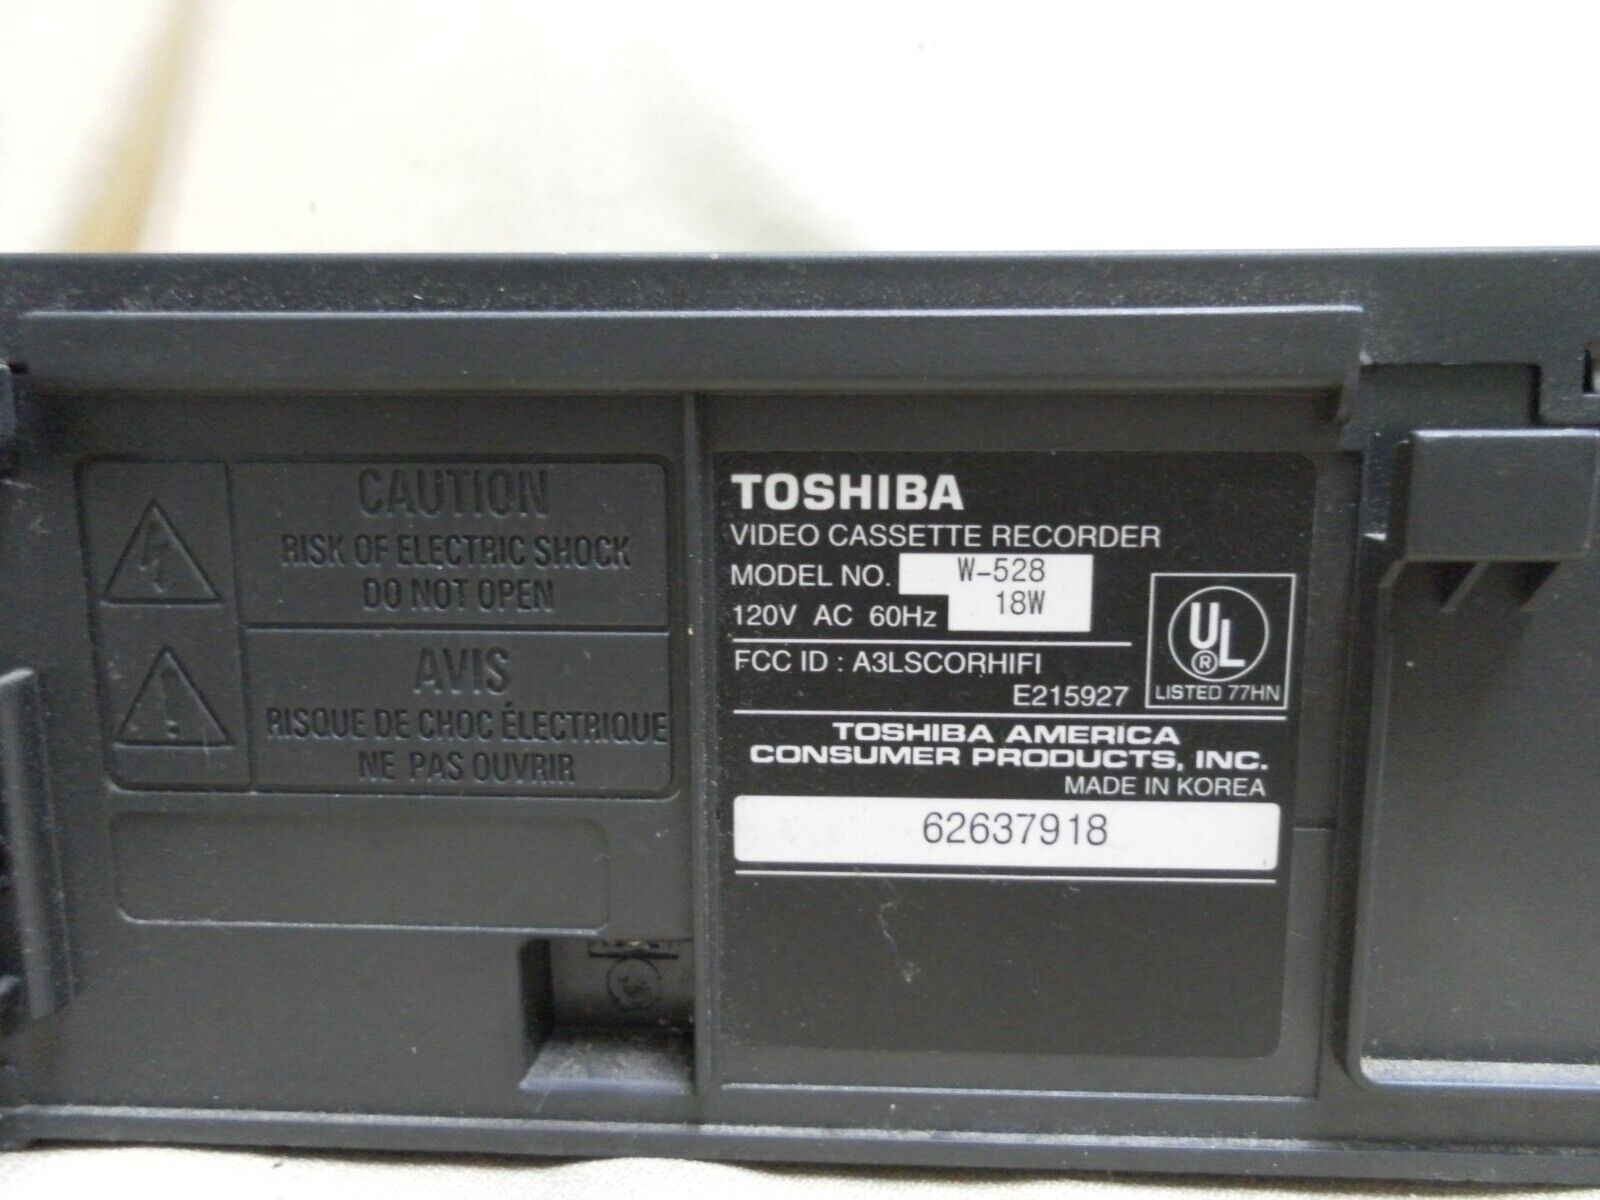 CAUTION
RISK OF ELECTRIC SHOCK
DO NOT OPEN
AVIS
RISQUE DE CHOC ÉLECTRIQUE
NE PAS OUVRIR
TOSHIBA
VIDEO CASSETTE RECORDER
MODEL NO. W-528
120V AC 60Hz 18W
UL
®
LISTED 77HN
FCC ID : A3LSCORHIFI
E215927
TOSHIBA AMERICA
CONSUMER PRODUCTS, INC.
MADE IN KOREA
62637918